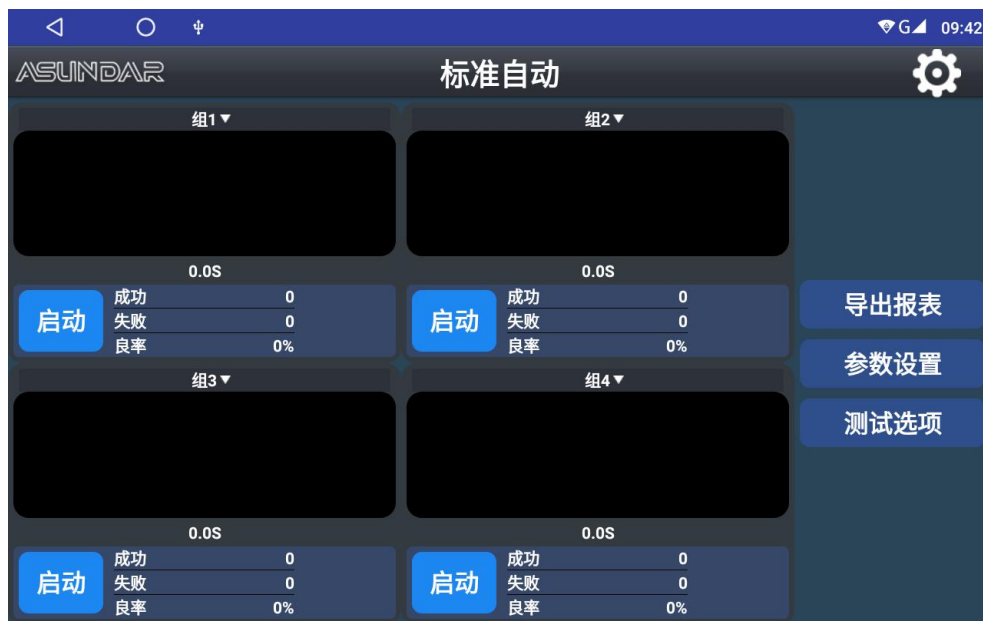 G 09:42
ASUNDAR 标准自动
组1▼ 组2▼
0.0S 0.0S
启动 成功 0 启动 成功 0
失败 0 失败 0
良率 0% 良率 0%
导出报表
参数设置
测试选项
组3▼ 组4▼
0.0S 0.0S
启动 成功 0 启动 成功 0
失败 0 失败 0
良率 0% 良率 0%